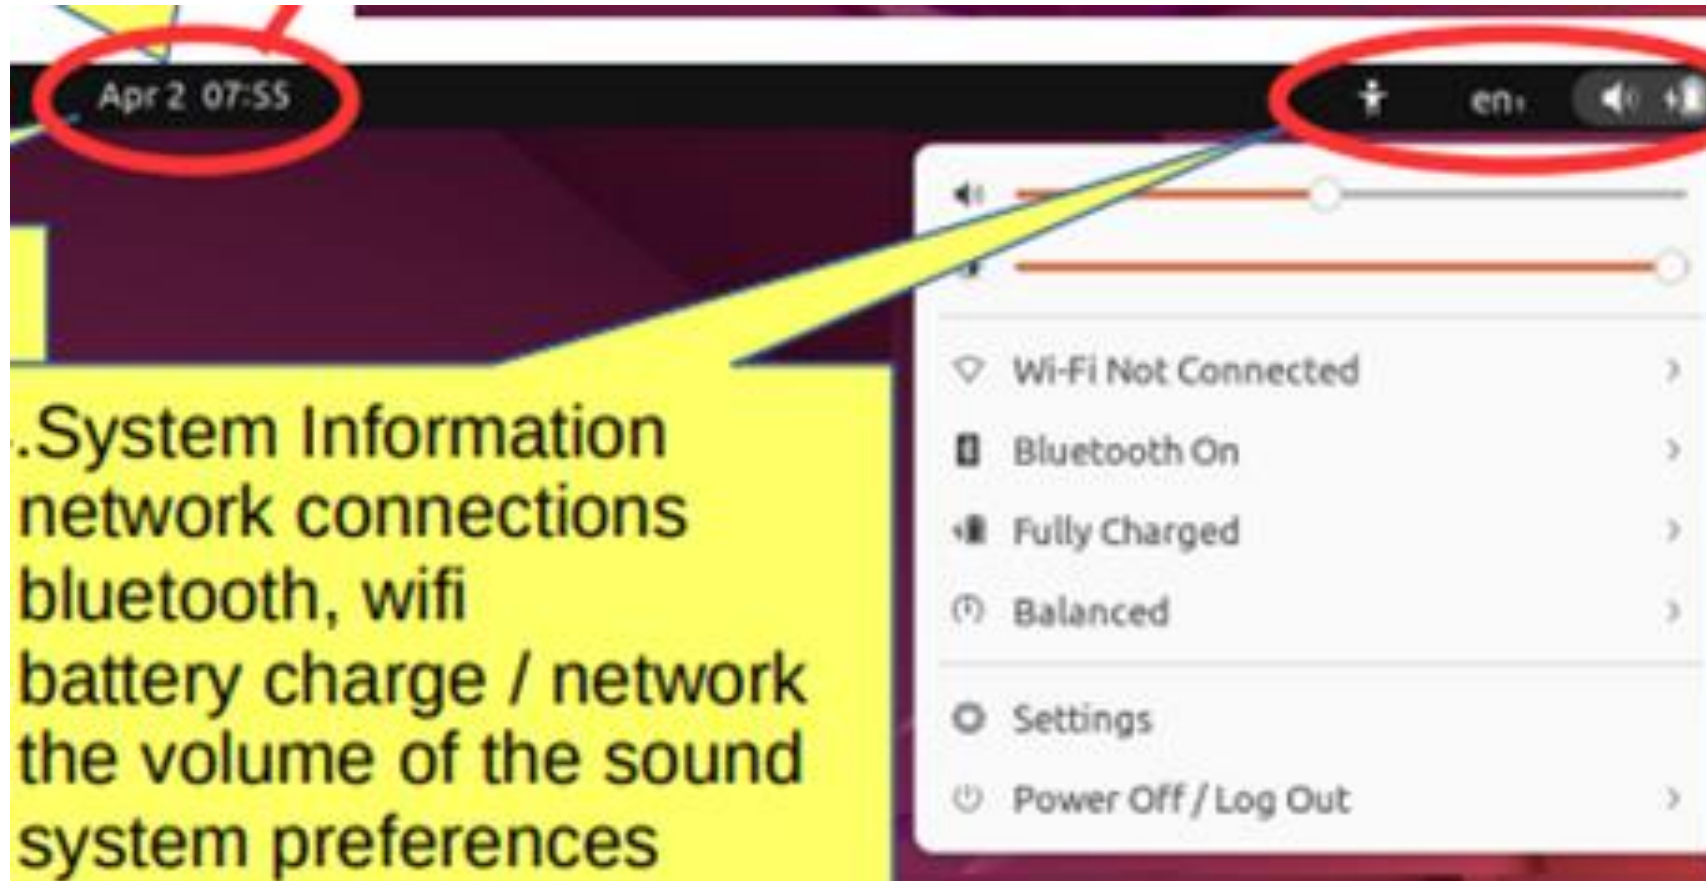 Apr 2 07:55
en₁
Wi-Fi Not Connected
Bluetooth On
Fully Charged
Balanced
Settings
Power Off / Log Out
.System Information
network connections
bluetooth, wifi
battery charge / network
the volume of the sound
system preferences